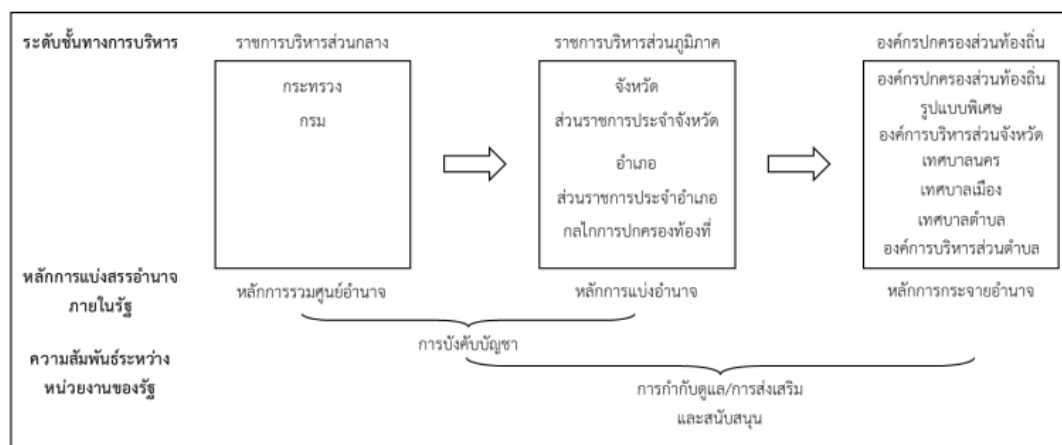 ระดับชั้นทางการบริหาร
ราชการบริหารส่วนกลาง
ราชการบริหารส่วนภูมิภาค
องค์กรปกครองส่วนท้องถิ่น
กระทรวง
กรม
จังหวัด
ส่วนราชการประจำจังหวัด
อำเภอ
ส่วนราชการประจำอำเภอ
กลไกการปกครองท้องที่
องค์กรปกครองส่วนท้องถิ่น
รูปแบบพิเศษ
องค์การบริหารส่วนจังหวัด
เทศบาลนคร
เทศบาลเมือง
เทศบาลตำบล
องค์การบริหารส่วนตำบล
หลักการแบ่งสรรอำนาจ
ภายในรัฐ
หลักการรวมศูนย์อำนาจ
หลักการแบ่งอำนาจ
หลักการกระจายอำนาจ
ความสัมพันธ์ระหว่าง
หน่วยงานของรัฐ
การบังคับบัญชา
การกำกับดูแล/การส่งเสริม
และสนับสนุน